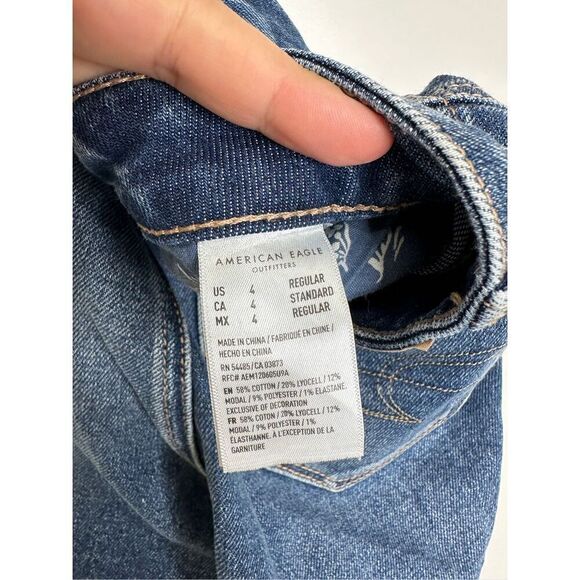 AMERICAN EAGLE
OUTFITTERS
US 4 REGULAR
CA 4 STANDARD
MX 4 REGULAR
MADE IN CHINA / FABRIQUÉ EN CHINE /
HECHO EN CHINA
RN 54485/CA 03873
RFC# AEM120605U9A
EN 58% COTTON / 20% LYOCELL / 12%
MODAL / 9% POLYESTER / 1% ELASTANE.
EXCLUSIVE OF DECORATION
FR 58% COTON / 20% LYOCELL / 12%
MODAL / 9% POLYESTER / 1%
ÉLASTHANNE. À L'EXCEPTION DE LA
GARNITURE